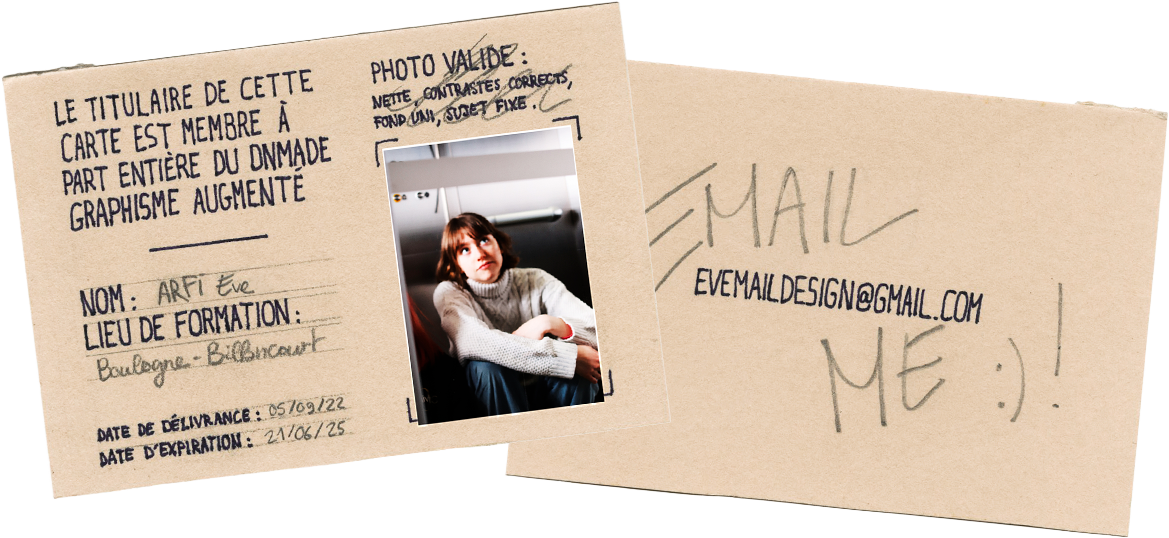 LE TITULAIRE DE CETTE
CARTE EST MEMBRE À
PART ENTIÈRE DU DNMADE
GRAPHISME AUGMENTÉ
NOM : ARFI Eve
LIEU DE FORMATION :
Boulogne-Billancourt
DATE DE DÉLIVRANCE : 05/09/22
DATE D'EXPIRATION : 21/06/25
PHOTO VALIDE :
NETTE, CONTRASTES CORRECTS,
FOND UNI, SUJET FIXE.
EMAIL
EVEMAILDESIGN@GMAIL.COM
ME :) !